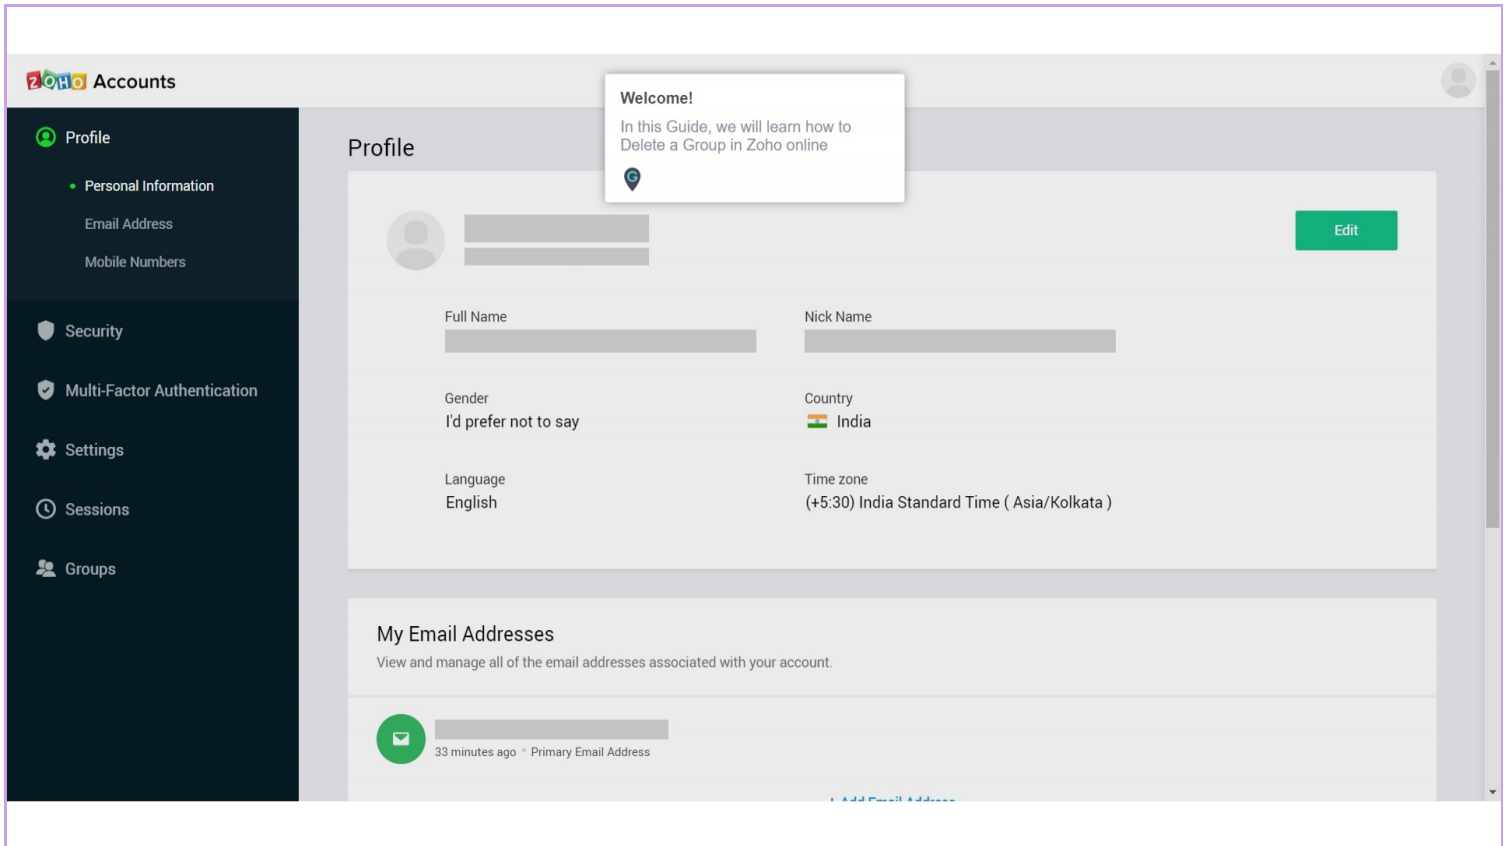 ZOHO Accounts
Welcome!
In this Guide, we will learn how to
Delete a Group in Zoho online
G
Profile
Personal Information
Email Address
Mobile Numbers
Security
Multi-Factor Authentication
Settings
Sessions
Groups
Profile
Edit
Full Name
Nick Name
Gender
I'd prefer not to say
Country
India
Language
English
Time zone
(+5:30) India Standard Time ( Asia/Kolkata )
My Email Addresses
View and manage all of the email addresses associated with your account.
33 minutes ago • Primary Email Address
+ Add Email Address